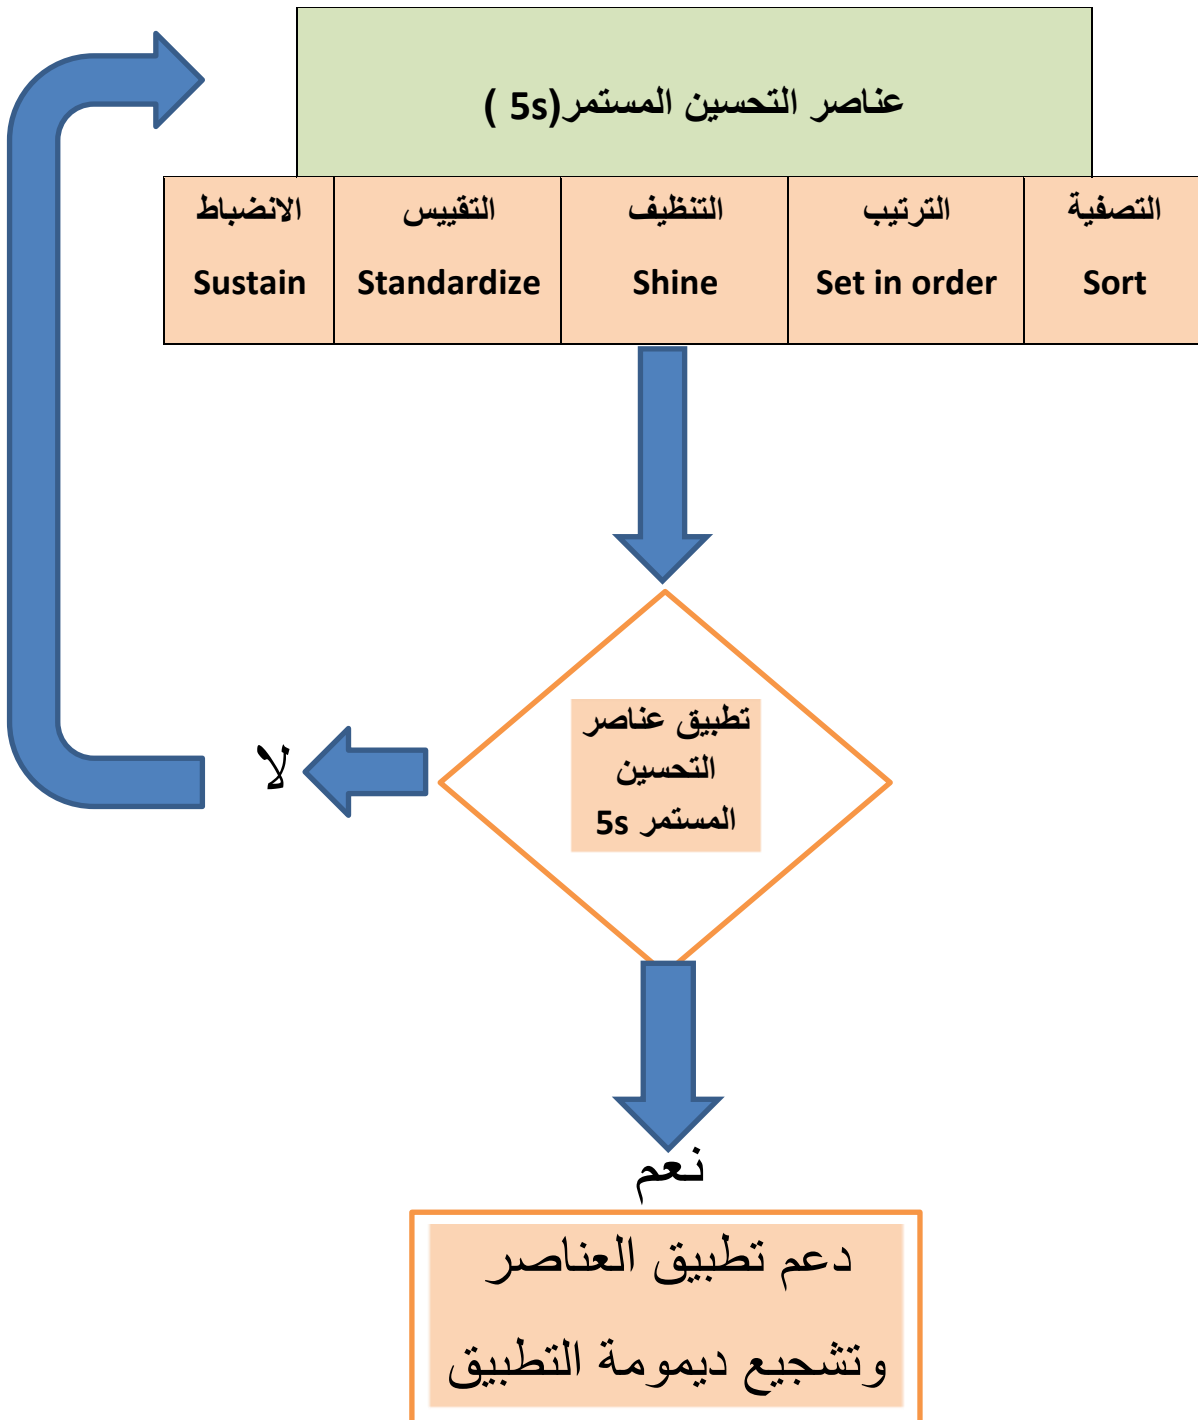 عناصر التحسين المستمر(5s )
التصفية
Sort
الترتيب
Set in order
التنظيف
Shine
التقييس
Standardize
الانضباط
Sustain
تطبيق عناصر
التحسين
المستمر 5s
لا
نعم
دعم تطبيق العناصر
وتشجيع ديمومة التطبيق